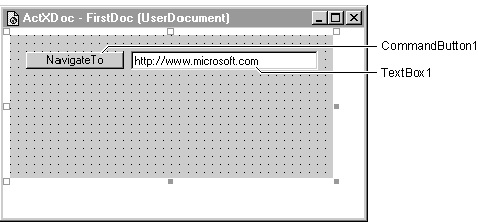 ActXDoc - FirstDoc (UserDocument)
CommandButton1
NavigateTo
http://www.microsoft.com
TextBox1